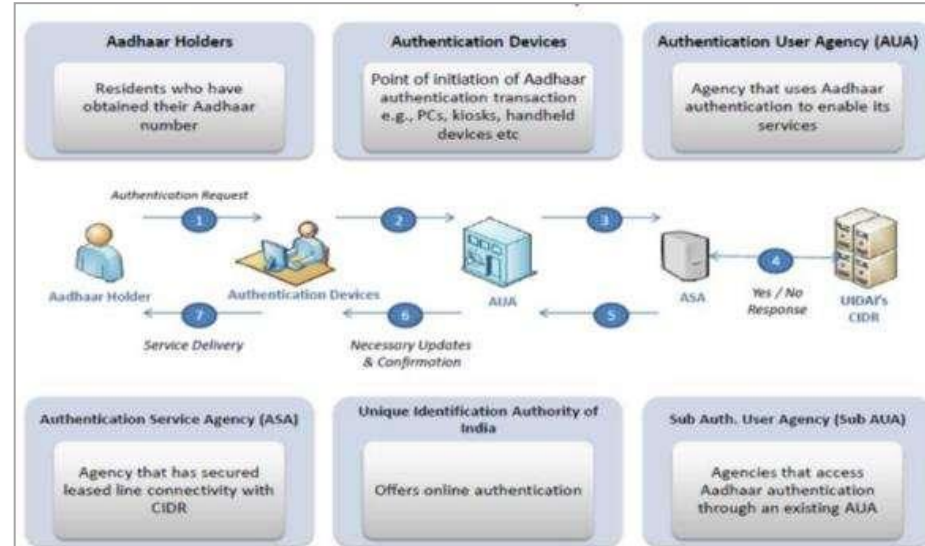 Aadhaar Holders
Residents who have
obtained their Aadhaar
number
Authentication Devices
Point of initiation of Aadhaar
authentication transaction
e.g., PCs, kiosks, handheld
devices etc
Authentication User Agency (AUA)
Agency that uses Aadhaar
authentication to enable its
services
Authentication Request
1
2
3
4
Aadhaar Holder
Authentication Devices
AUA
ASA
Yes / No
Response
UIDAI's
CIDR
7
6
5
Service Delivery
Necessary Updates
& Confirmation
Authentication Service Agency (ASA)
Agency that has secured
leased line connectivity with
CIDR
Unique Identification Authority of
India
Offers online authentication
Sub Auth. User Agency (Sub AUA)
Agencies that access
Aadhaar authentication
through an existing AUA